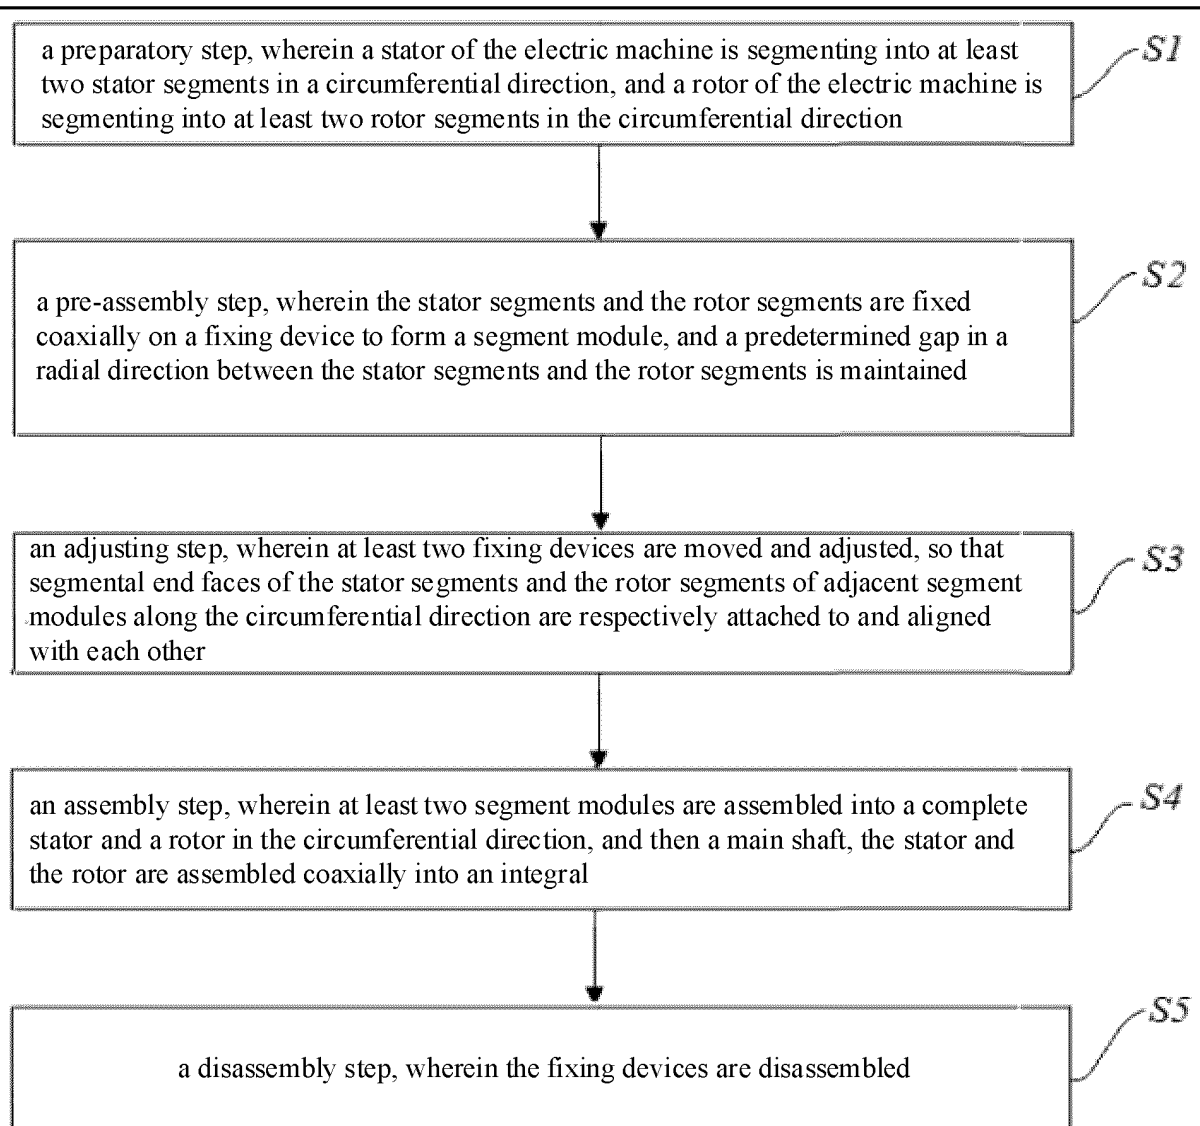 a preparatory step, wherein a stator of the electric machine is segmenting into at least
two stator segments in a circumferential direction, and a rotor of the electric machine is
segmenting into at least two rotor segments in the circumferential direction
S1
a pre-assembly step, wherein the stator segments and the rotor segments are fixed
coaxially on a fixing device to form a segment module, and a predetermined gap in a
radial direction between the stator segments and the rotor segments is maintained
S2
an adjusting step, wherein at least two fixing devices are moved and adjusted, so that
segmental end faces of the stator segments and the rotor segments of adjacent segment
modules along the circumferential direction are respectively attached to and aligned
with each other
S3
an assembly step, wherein at least two segment modules are assembled into a complete
stator and a rotor in the circumferential direction, and then a main shaft, the stator and
the rotor are assembled coaxially into an integral
S4
a disassembly step, wherein the fixing devices are disassembled
S5